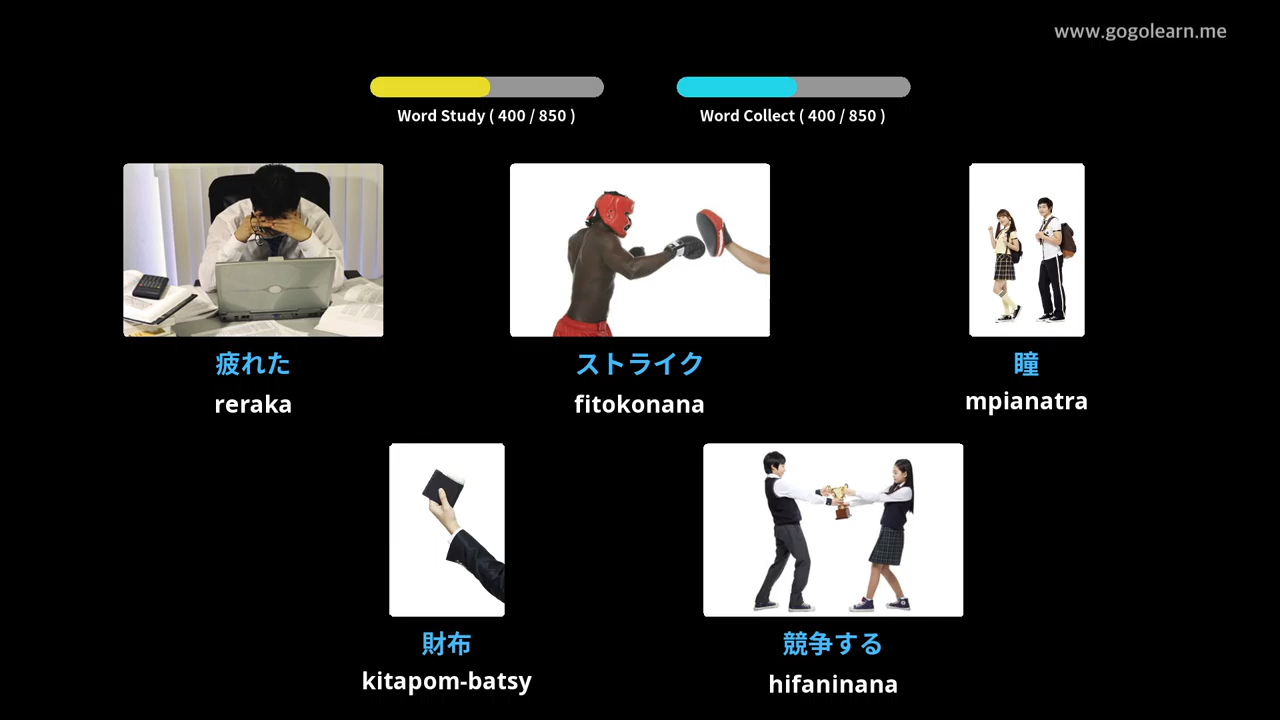 www.gogolearn.me
Word Study ( 400 / 850 )
Word Collect ( 400 / 850 )
疲れた
reraka
ストライク
fitokonana
瞳
mpianatra
財布
kitapom-batsy
競争する
hifaninana